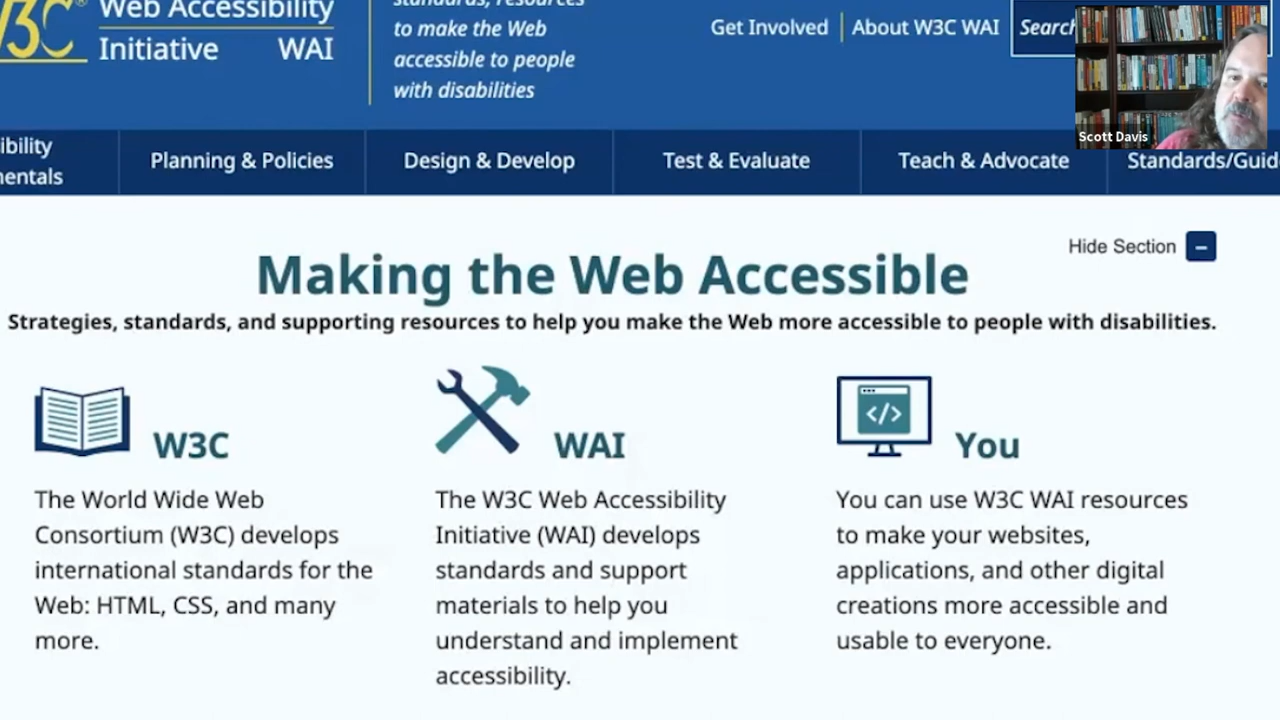 W3C® Web Accessibility
Initiative WAI
standards, resources
to make the Web
accessible to people
with disabilities
Get Involved
About W3C WAI
Search
Scott Davis
Planning & Policies
Design & Develop
Test & Evaluate
Teach & Advocate
Hide Section
Making the Web Accessible
Strategies, standards, and supporting resources to help you make the Web more accessible to people with disabilities.
W3C
The World Wide Web
Consortium (W3C) develops
international standards for the
Web: HTML, CSS, and many
more.
WAI
The W3C Web Accessibility
Initiative (WAI) develops
standards and support
materials to help you
understand and implement
accessibility.
</>
You
You can use W3C WAI resources
to make your websites,
applications, and other digital
creations more accessible and
usable to everyone.